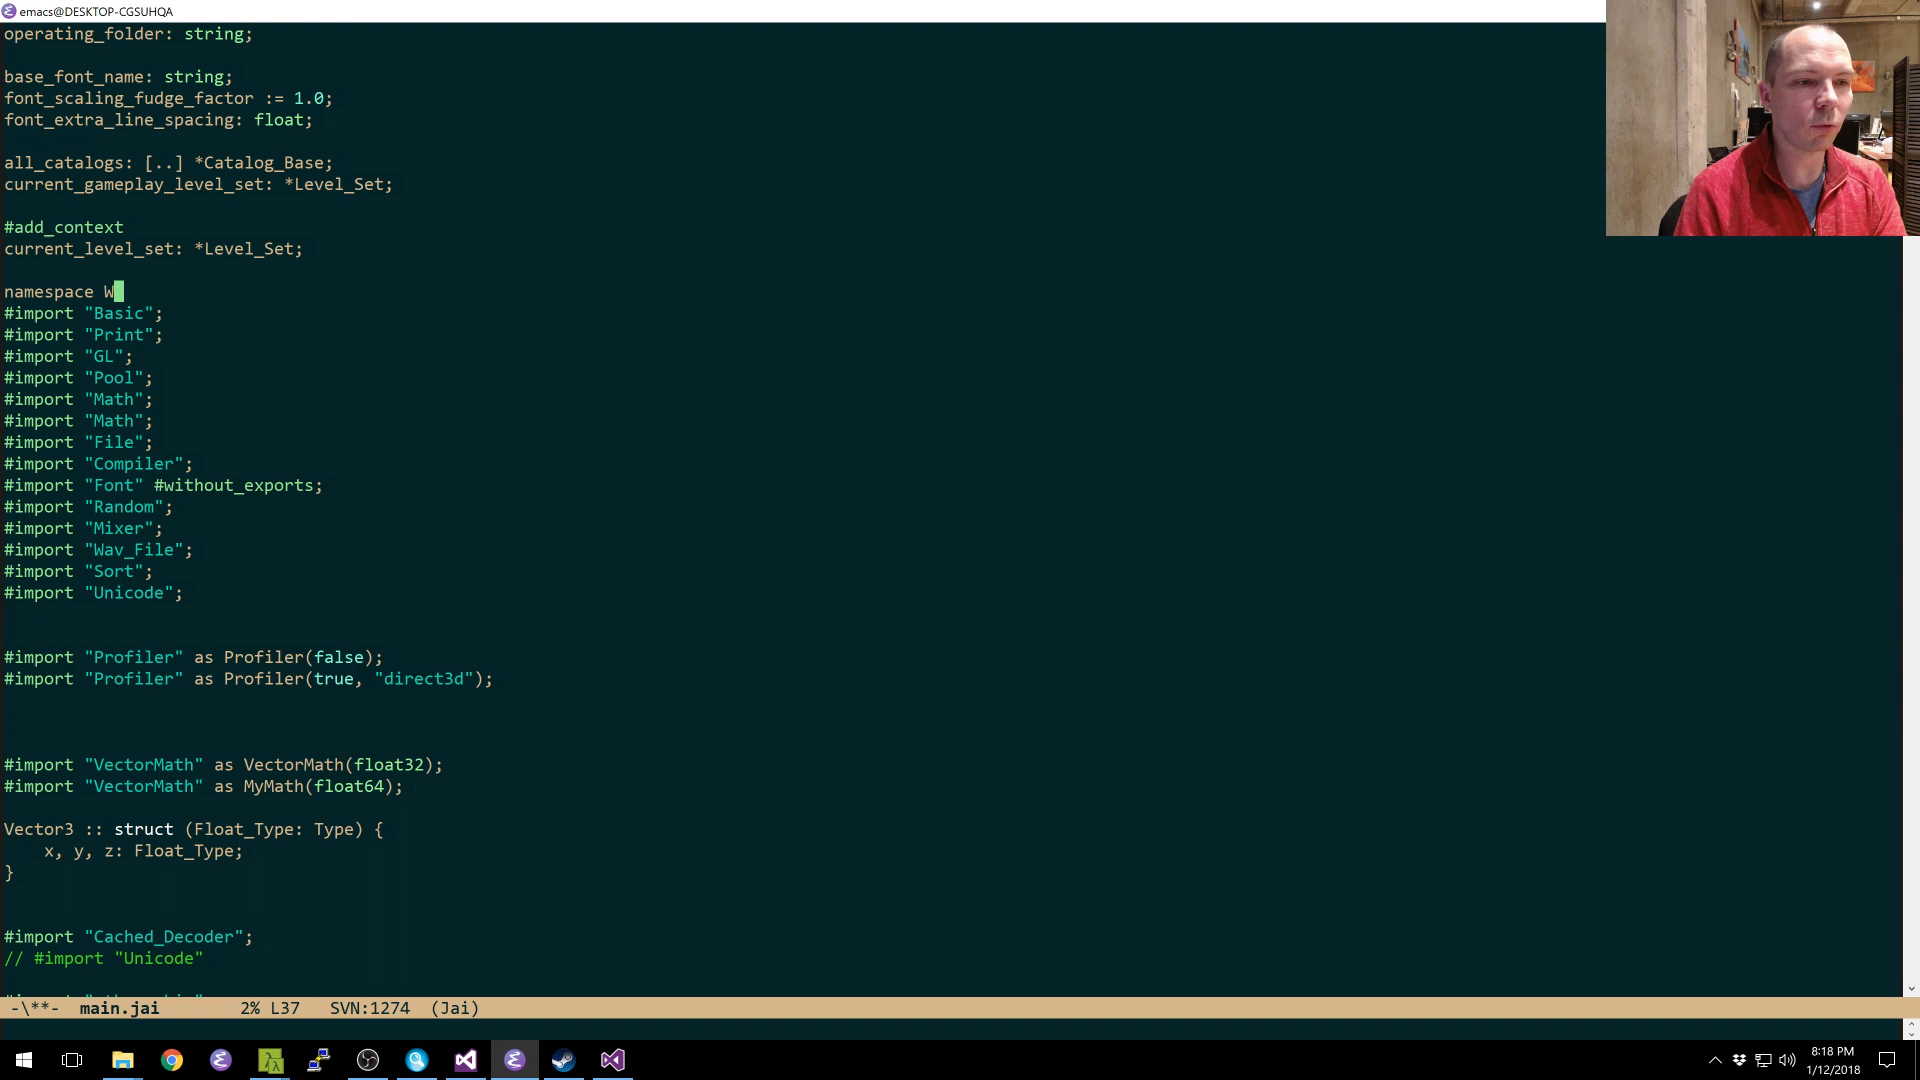 emacs@DESKTOP-CGSUHQA
operating_folder: string;
base_font_name: string;
font_scaling_fudge_factor := 1.0;
font_extra_line_spacing: float;
all_catalogs: [..] *Catalog_Base;
current_gameplay_level_set: *Level_Set;
#add_context
current_level_set: *Level_Set;
namespace W
#import "Basic";
#import "Print";
#import "GL";
#import "Pool";
#import "Math";
#import "Math";
#import "File";
#import "Compiler";
#import "Font" #without_exports;
#import "Random";
#import "Mixer";
#import "Wav_File";
#import "Sort";
#import "Unicode";
#import "Profiler" as Profiler(false);
#import "Profiler" as Profiler(true, "direct3d");
#import "VectorMath" as VectorMath(float32);
#import "VectorMath" as MyMath(float64);
Vector3 :: struct (Float_Type: Type) {
x, y, z: Float_Type;
}
#import "Cached_Decoder";
// #import "Unicode"
-\**- main.jai 2% L37 SVN:1274 (Jai)
8:18 PM
1/12/2018